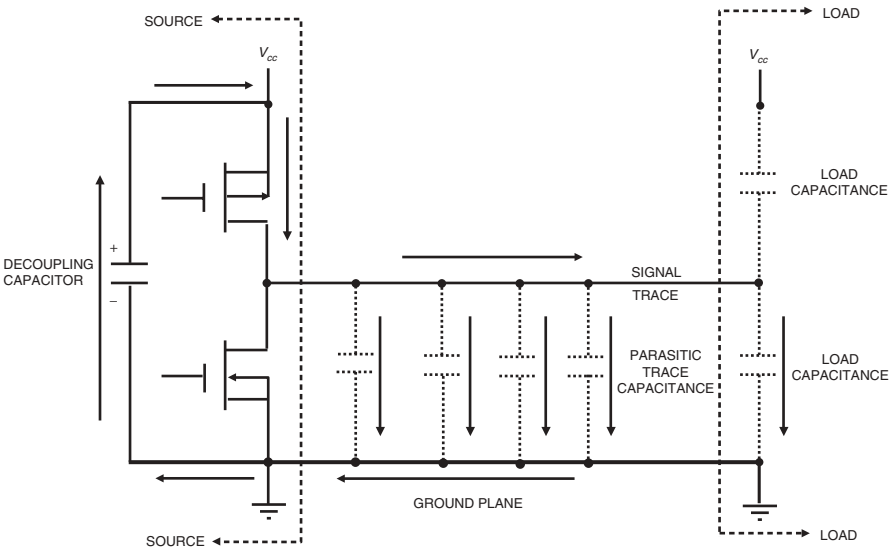 SOURCE
LOAD
Vcc
Vcc
LOAD
CAPACITANCE
DECOUPLING
CAPACITOR
+
–
SIGNAL
TRACE
PARASITIC
TRACE
CAPACITANCE
LOAD
CAPACITANCE
GROUND PLANE
SOURCE
LOAD